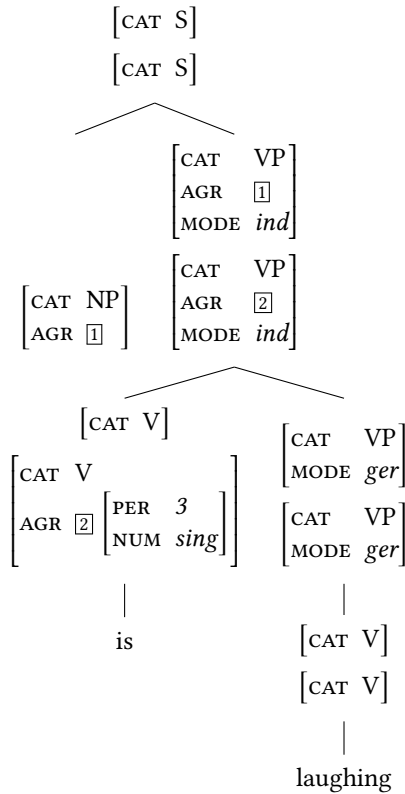 [CAT S]
[CAT S]
[CAT VP
AGR 1
MODE ind]
[CAT NP
AGR 1]
[CAT VP
AGR 2
MODE ind]
[CAT V]
[CAT V
AGR 2 [PER 3
NUM sing]]
[CAT VP
MODE ger]
[CAT VP
MODE ger]
is
[CAT V]
[CAT V]
laughing